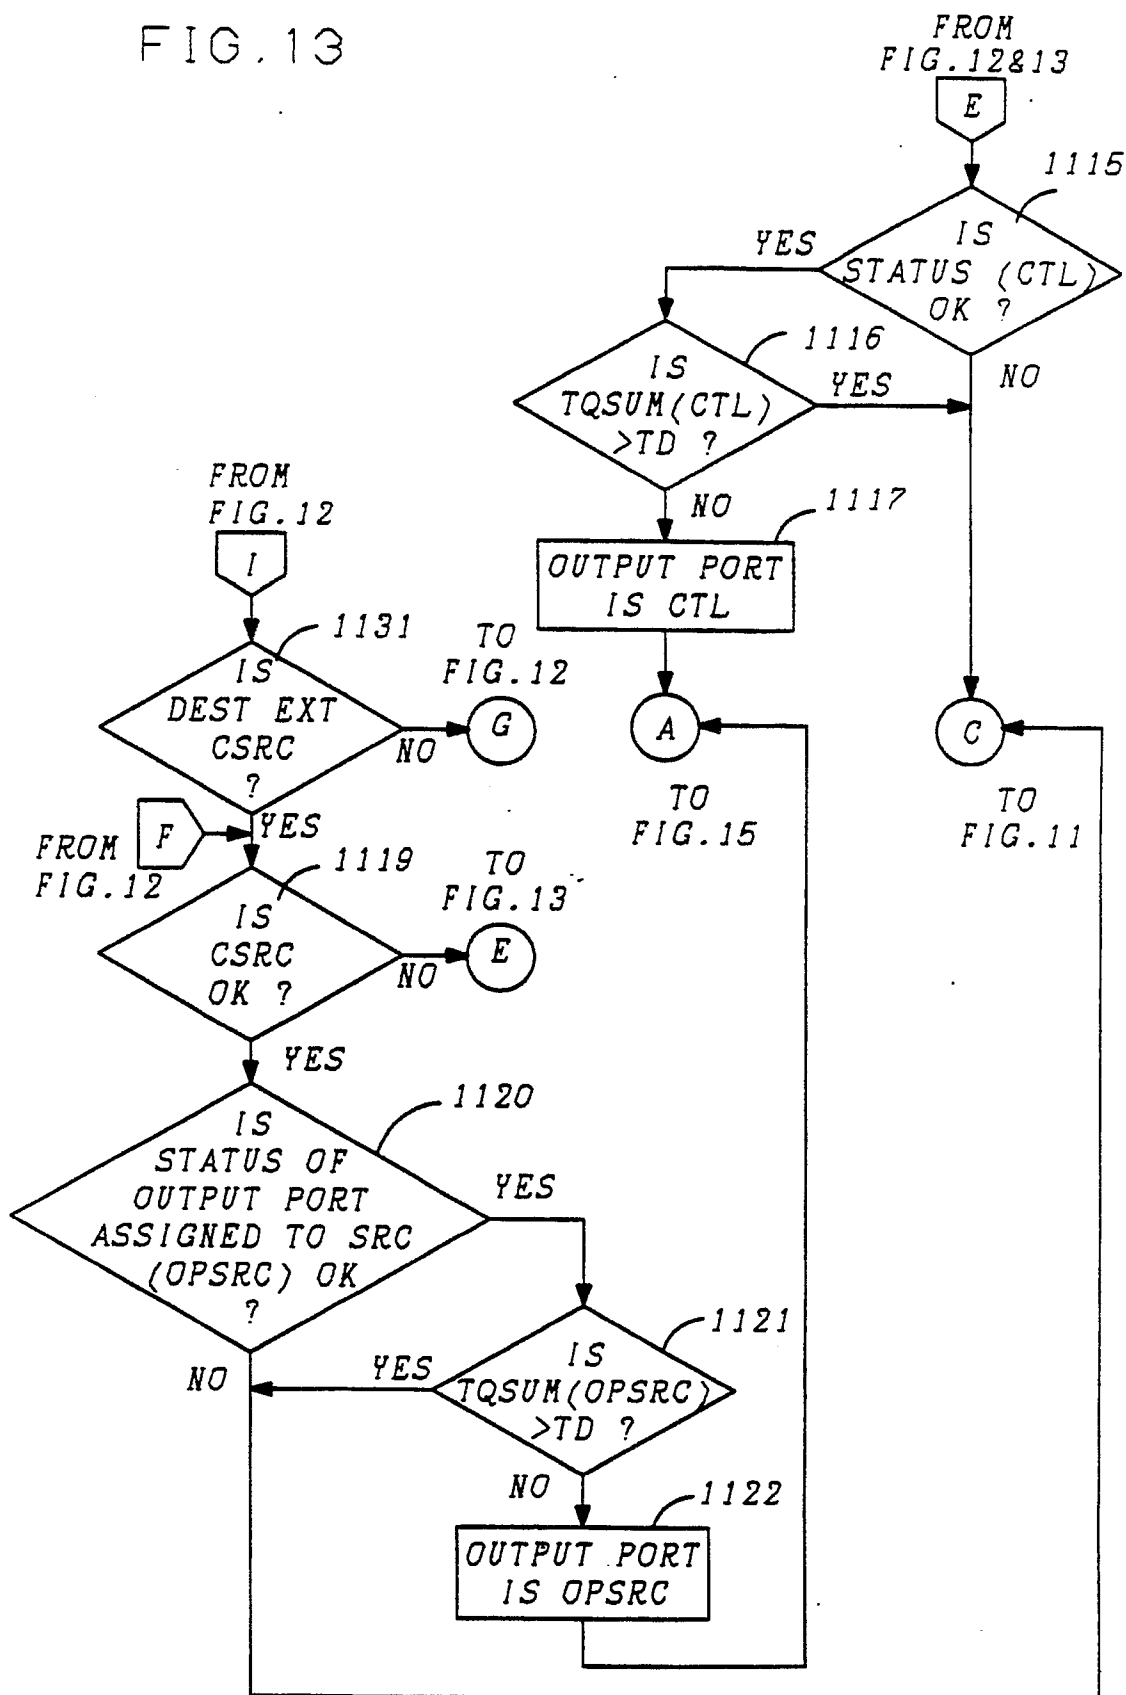 FIG.13
FROM
FIG.12&13
E
1115
IS
STATUS (CTL)
OK ?
YES
NO
1116
IS
TQSUM(CTL)
>TD ?
YES
NO
1117
OUTPUT PORT
IS CTL
FROM
FIG.12
I
1131
IS
DEST EXT
CSRC
?
NO
TO
FIG.12
G
A
TO
FIG.15
C
TO
FIG.11
YES
FROM
FIG.12
F
1119
IS
CSRC
OK ?
NO
TO
FIG.13
E
YES
1120
IS
STATUS OF
OUTPUT PORT
ASSIGNED TO SRC
(OPSRC) OK
?
YES
NO
1121
IS
TQSUM(OPSRC)
>TD ?
YES
NO
1122
OUTPUT PORT
IS OPSRC